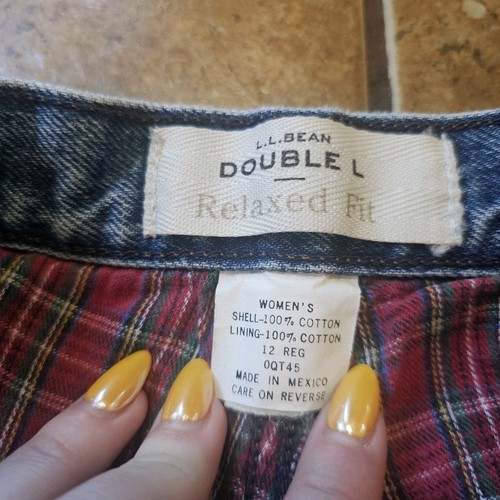 L.L.BEAN
DOUBLE L
Relaxed Fit
WOMEN'S
SHELL-100% COTTON
LINING-100% COTTON
12 REG
0QT45
MADE IN MEXICO
CARE ON REVERSE